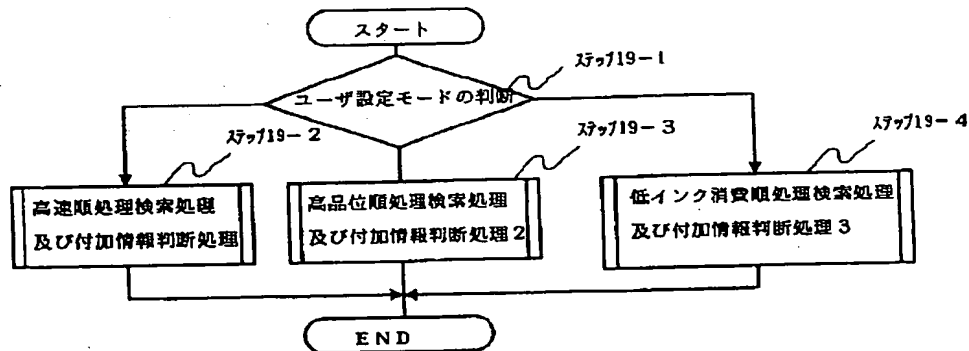 スタート
ステップ19-1
ユーザ設定モードの判断
ステップ19-2
ステップ19-3
ステップ19-4
高速順処理検索処理
及び付加情報判断処理
高品位順処理検索処理
及び付加情報判断処理2
低インク消費順処理検索処理
及び付加情報判断処理3
END